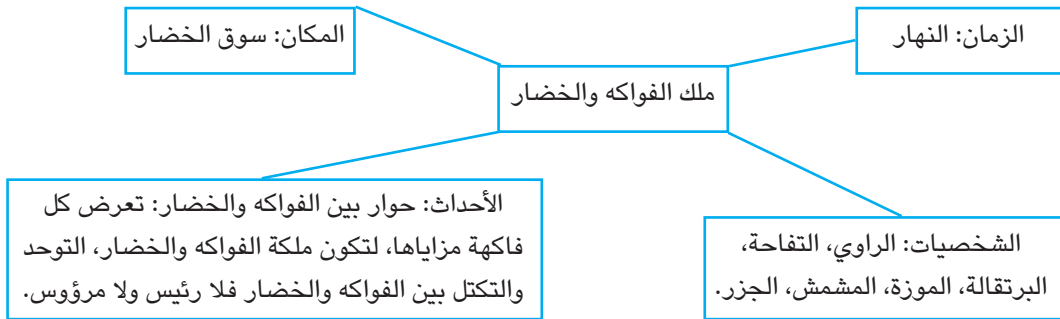 الزمان: النهار
المكان: سوق الخضار
ملك الفواكه والخضار
الشخصيات: الراوي، التفاحة،
البرتقالة، الموزة، المشمش، الجزر.
الأحداث: حوار بين الفواكه والخضار: تعرض كل
فاكهة مزاياها، لتكون ملكة الفواكه والخضار، التوحد
والتكتل بين الفواكه والخضار فلا رئيس ولا مرؤوس.